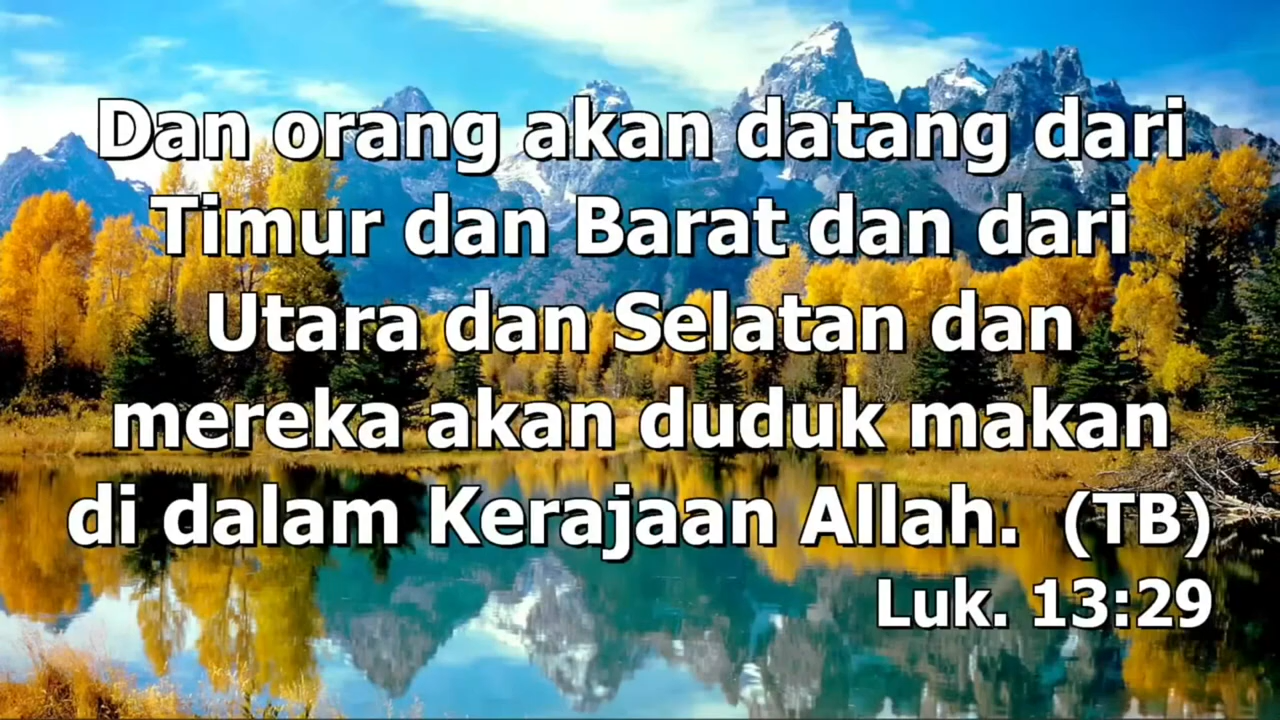 Dan orang akan datang dari
Timur dan Barat dan dari
Utara dan Selatan dan
mereka akan duduk makan
di dalam Kerajaan Allah.  (TB)
Luk. 13:29